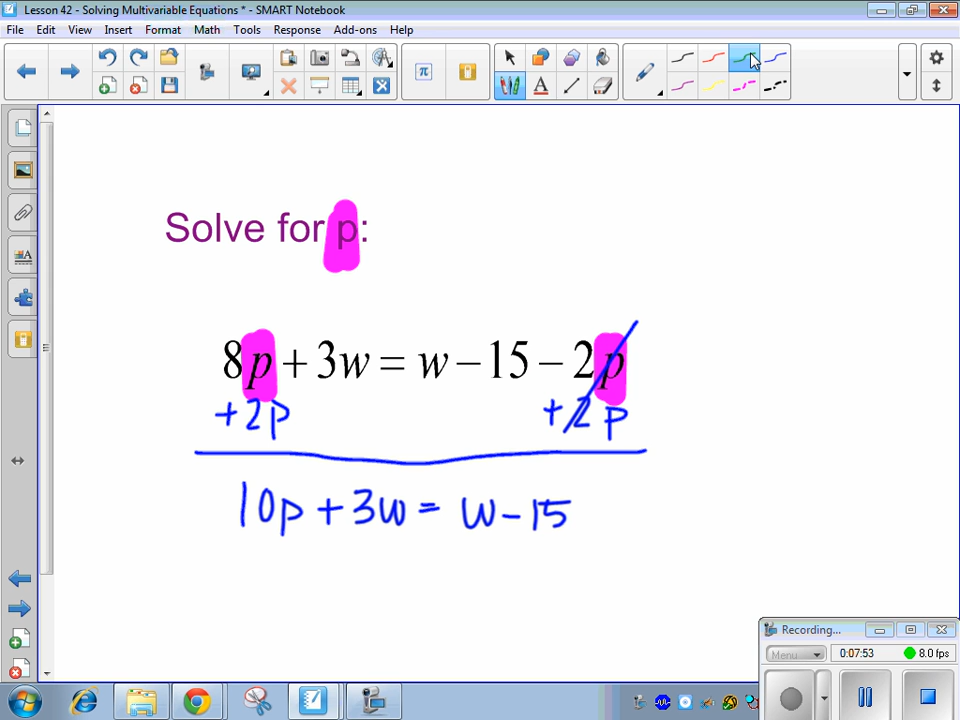 Lesson 42 - Solving Multivariable Equations * - SMART Notebook
File Edit View Insert Format Math Tools Response Add-ons Help
π
A
Solve for p:
8p + 3w = w − 15 − 2p
+2p +2p
10p + 3w = w - 15
Recording...
Menu 0:07:53 8.0 fps